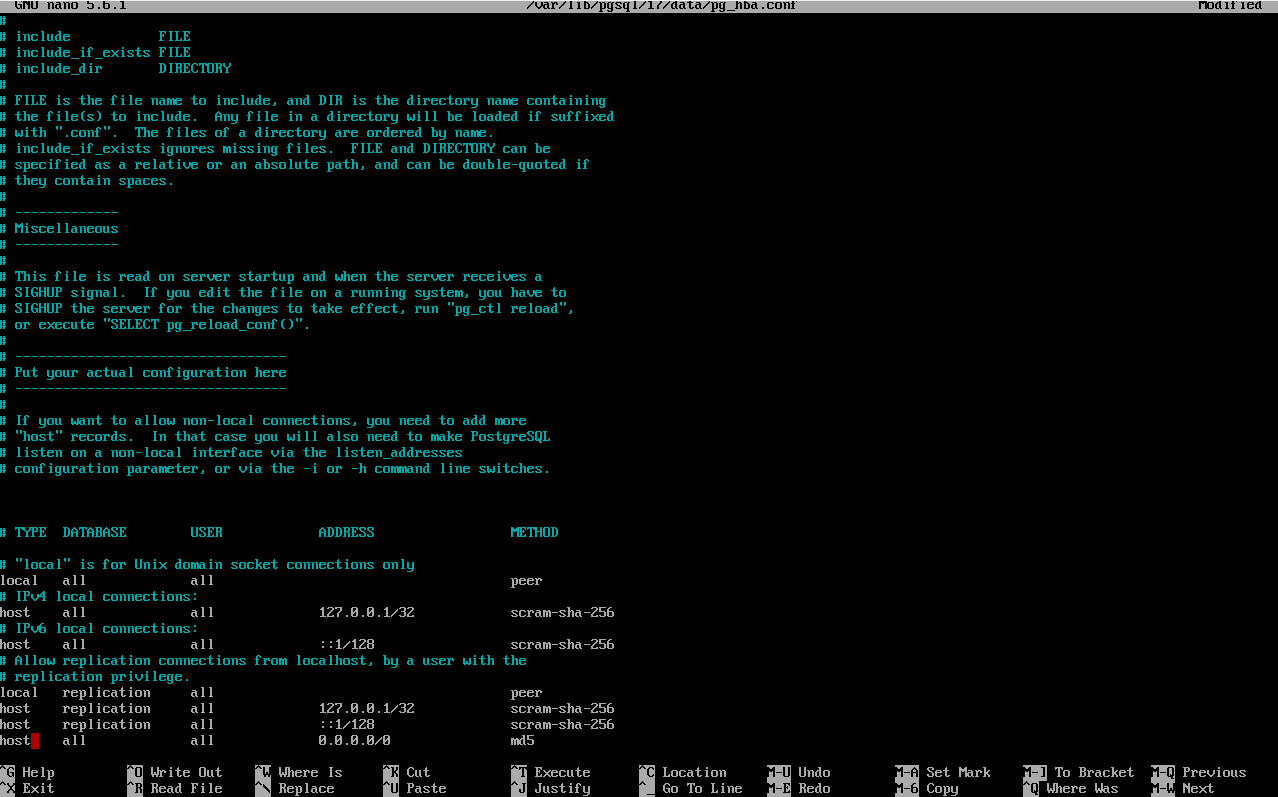 GNU nano 5.6.1 /var/lib/pgsql/17/data/pg_hba.conf Modified
#
# include FILE
# include_if_exists FILE
# include_dir DIRECTORY
#
# FILE is the file name to include, and DIR is the directory name containing
# the file(s) to include. Any file in a directory will be loaded if suffixed
# with ".conf". The files of a directory are ordered by name.
# include_if_exists ignores missing files. FILE and DIRECTORY can be
# specified as a relative or an absolute path, and can be double-quoted if
# they contain spaces.
#
# -------------
# Miscellaneous
# -------------
#
# This file is read on server startup and when the server receives a
# SIGHUP signal. If you edit the file on a running system, you have to
# SIGHUP the server for the changes to take effect, run "pg_ctl reload",
# or execute "SELECT pg_reload_conf()".
#
# ----------------------------------
# Put your actual configuration here
# ----------------------------------
#
# If you want to allow non-local connections, you need to add more
# "host" records. In that case you will also need to make PostgreSQL
# listen on a non-local interface via the listen_addresses
# configuration parameter, or via the -i or -h command line switches.
# TYPE DATABASE USER ADDRESS METHOD
# "local" is for Unix domain socket connections only
local all all peer
# IPv4 local connections:
host all all 127.0.0.1/32 scram-sha-256
# IPv6 local connections:
host all all ::1/128 scram-sha-256
# Allow replication connections from localhost, by a user with the
# replication privilege.
local replication all peer
host replication all 127.0.0.1/32 scram-sha-256
host replication all ::1/128 scram-sha-256
host all all 0.0.0.0/0 md5
^G Help ^O Write Out ^W Where Is ^K Cut ^T Execute ^C Location M-U Undo M-A Set Mark M-] To Bracket M-Q Previous
^X Exit ^R Read File ^\ Replace ^U Paste ^J Justify ^_ Go To Line M-E Redo M-6 Copy ^Q Where Was M-W Next